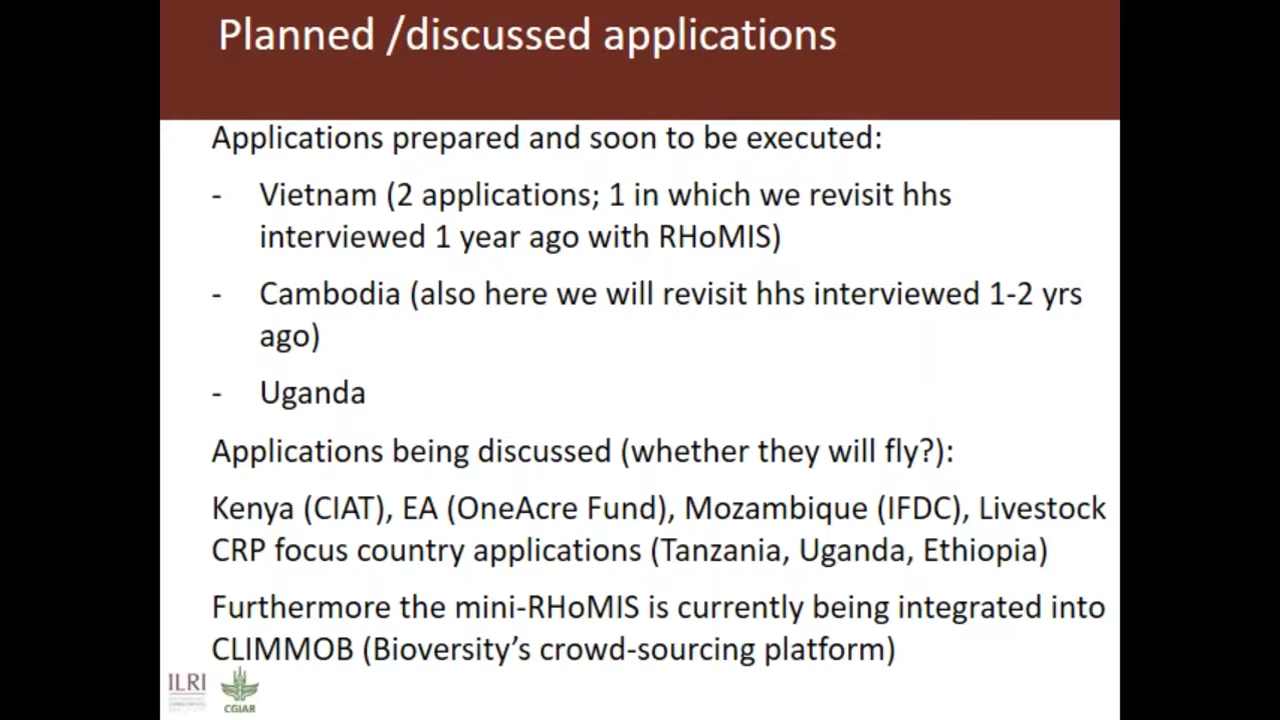 Planned /discussed applications
Applications prepared and soon to be executed:
- Vietnam (2 applications; 1 in which we revisit hhs
interviewed 1 year ago with RHoMIS)
- Cambodia (also here we will revisit hhs interviewed 1-2 yrs
ago)
- Uganda
Applications being discussed (whether they will fly?):
Kenya (CIAT), EA (OneAcre Fund), Mozambique (IFDC), Livestock
CRP focus country applications (Tanzania, Uganda, Ethiopia)
Furthermore the mini-RHoMIS is currently being integrated into
CLIMMOB (Bioversity’s crowd-sourcing platform)
ILRI
CGIAR